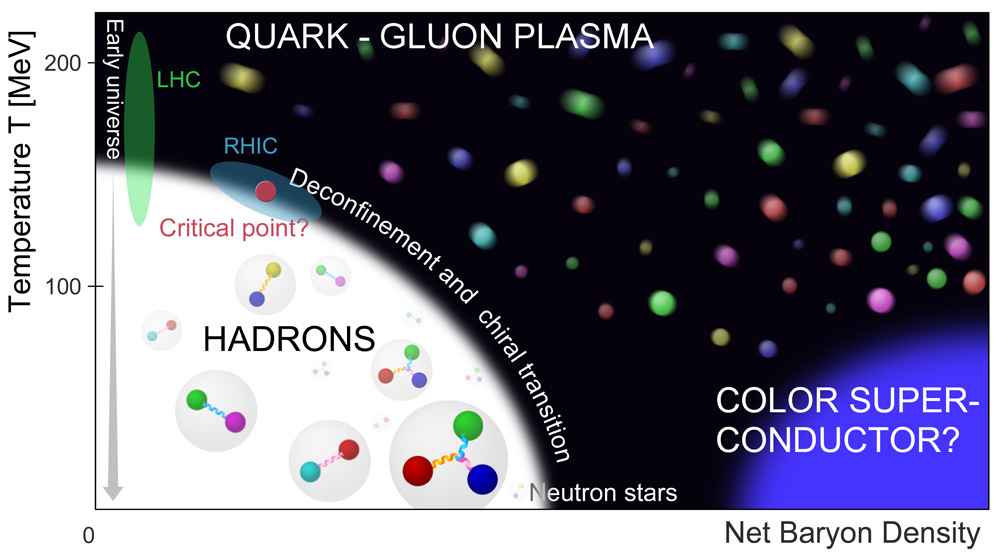 QUARK - GLUON PLASMA
Early universe
Temperature T [MeV]
200
LHC
RHIC
Critical point?
Deconfinement and chiral transition
100
HADRONS
COLOR SUPER-
CONDUCTOR?
Neutron stars
0
Net Baryon Density